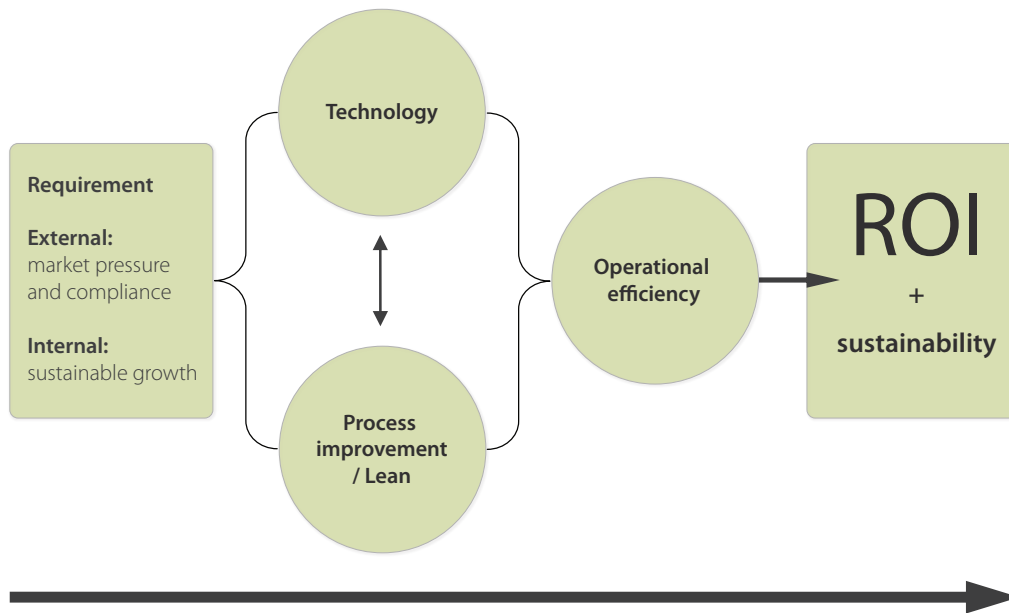 Requirement
External:
market pressure
and compliance
Internal:
sustainable growth
Technology
Process
improvement
/ Lean
Operational
efficiency
ROI
+
sustainability